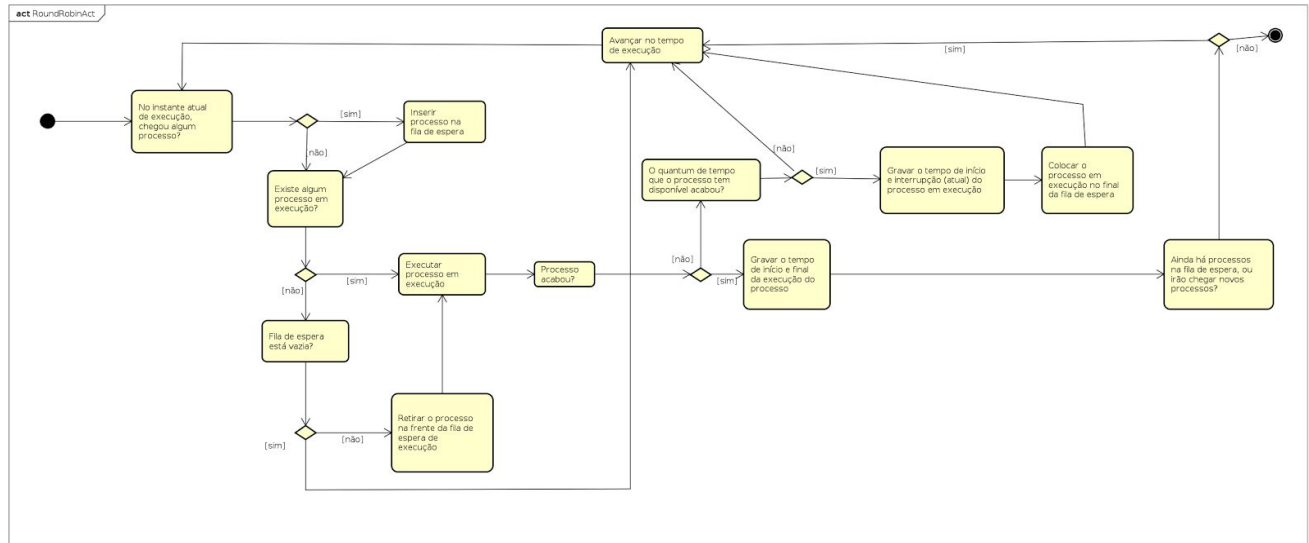 act RoundRobinAct
Avançar no tempo
de execução
[sim]
[não]
No instante atual
de execução,
chegou algum
processo?
[sim]
Inserir
processo na
fila de espera
[não]
Existe algum
processo em
execução?
O quantum de tempo
que o processo tem
disponível acabou?
[não]
[sim]
Gravar o tempo de início
e interrupção (atual) do
processo em execução
Colocar o
processo em
execução no final
da fila de espera
[não]
[sim]
Executar
processo em
execução
Processo
acabou?
[não]
[sim]
Gravar o tempo
de início e final
da execução do
processo
Ainda há processos
na fila de espera, ou
irão chegar novos
processos?
Fila de espera
está vazia?
[sim]
[não]
Retirar o processo
na frente da fila de
espera de
execução